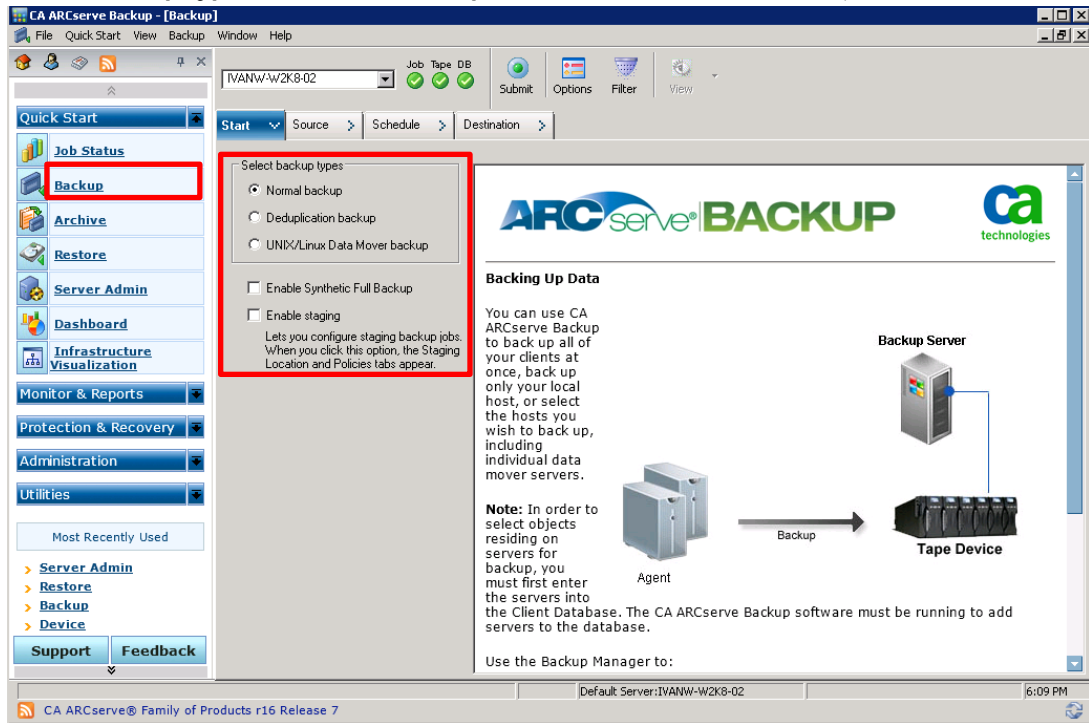 CA ARCserve Backup - [Backup]
File Quick Start View Backup Window Help
IVANW-W2K8-02
Job Tape DB
Submit Options Filter View
Quick Start
Job Status
Backup
Archive
Restore
Server Admin
Dashboard
Infrastructure
Visualization
Monitor & Reports
Protection & Recovery
Administration
Utilities
Most Recently Used
Server Admin
Restore
Backup
Device
Support Feedback
Start Source Schedule Destination
Select backup types
Normal backup
Deduplication backup
UNIX/Linux Data Mover backup
Enable Synthetic Full Backup
Enable staging
Lets you configure staging backup jobs.
When you click this option, the Staging
Location and Policies tabs appear.
ARCserve® BACKUP
ca
technologies
Backing Up Data
You can use CA
ARCserve Backup
to back up all of
your clients at
once, back up
only your local
host, or select
the hosts you
wish to back up,
including
individual data
mover servers.
Note: In order to
select objects
residing on
servers for
backup, you
must first enter
the servers into
the Client Database. The CA ARCserve Backup software must be running to add
servers to the database.
Use the Backup Manager to:
Backup Server
Agent
Backup
Tape Device
Default Server:IVANW-W2K8-02
6:09 PM
CA ARCserve® Family of Products r16 Release 7